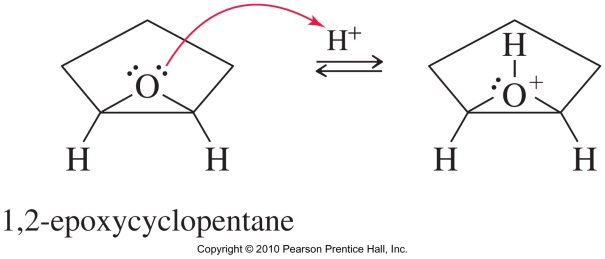 H+
H
O
O+
H
H
H
H
1,2-epoxycyclopentane
Copyright © 2010 Pearson Prentice Hall, Inc.